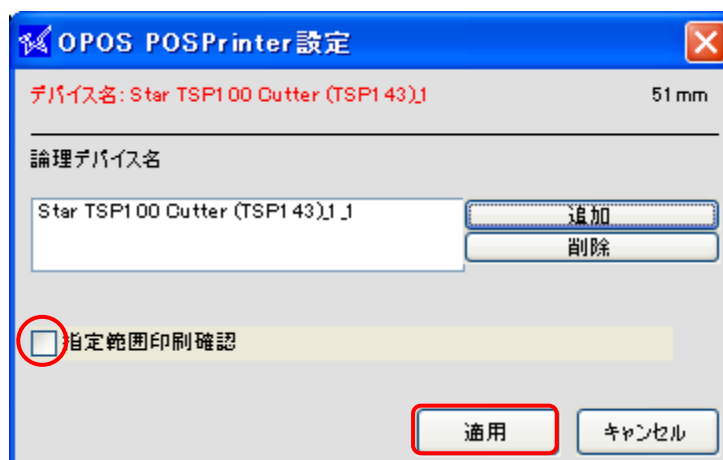 OPOS POSPrinter設定
デバイス名: Star TSP100 Cutter (TSP143)_1
51 mm
論理デバイス名
Star TSP100 Cutter (TSP143)_1_1
追加
削除
指定範囲印刷確認
適用
キャンセル